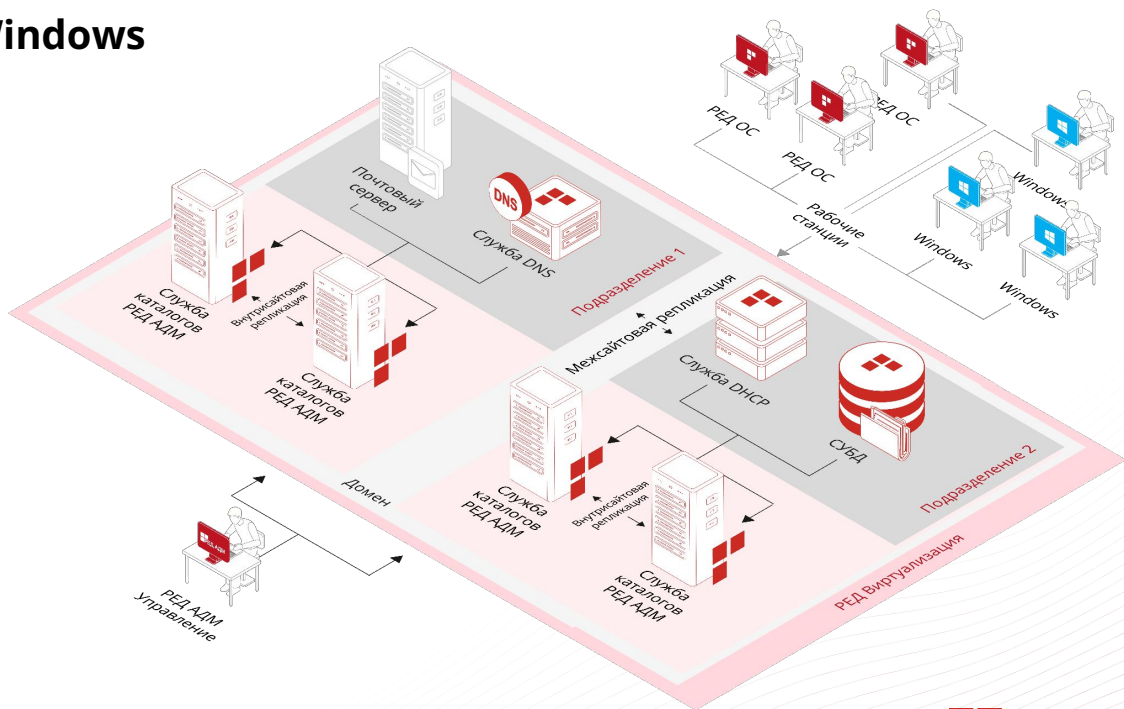 Windows
РЕД ОС
РЕД ОС
РЕД ОС
Windows
Windows
Windows
Рабочие
станции
Почтовый
сервер
DNS
Служба DNS
Подразделение 1
Служба
каталогов
РЕД АДМ
Внутрисайтовая
репликация
Служба
каталогов
РЕД АДМ
Межсайтовая репликация
Служба DHCP
СУБД
Подразделение 2
Служба
каталогов
РЕД АДМ
Внутрисайтовая
репликация
Служба
каталогов
РЕД АДМ
Домен
РЕД Виртуализация
РЕД АДМ
РЕД АДМ
Управление